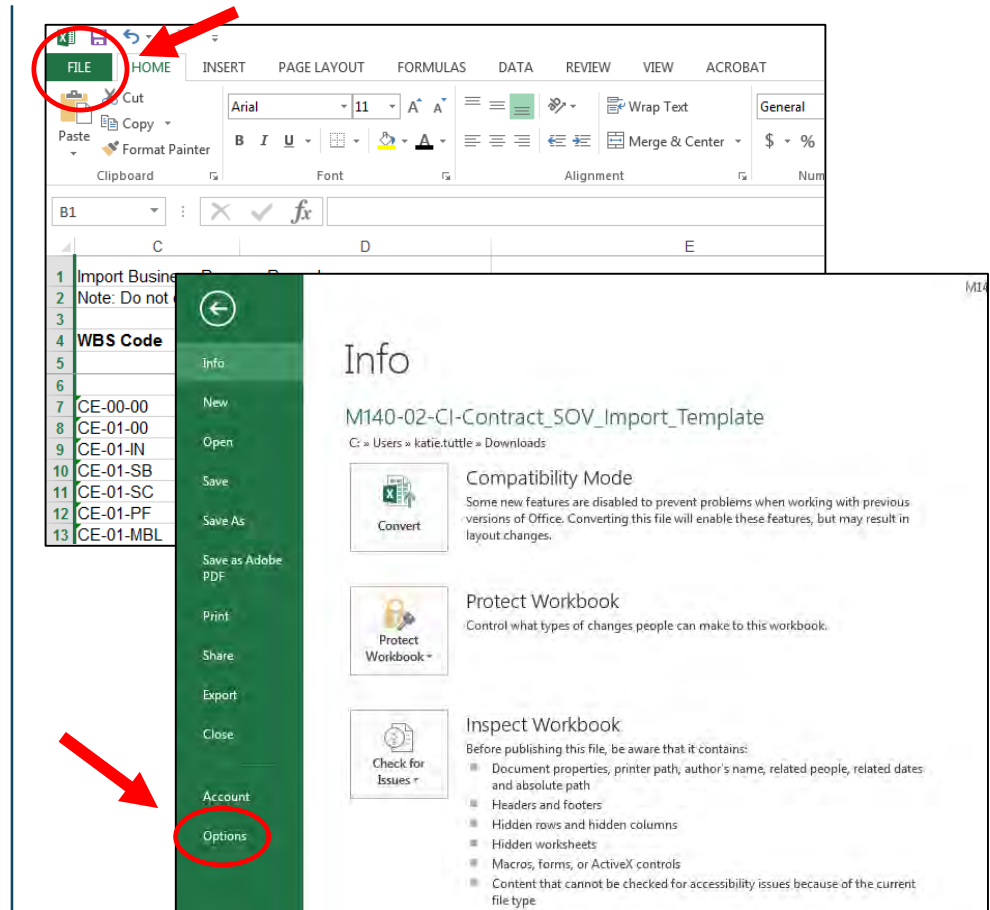 FILE HOME INSERT PAGE LAYOUT FORMULAS DATA REVIEW VIEW ACROBAT
Cut
Copy
Paste
Format Painter
Arial 11 A A
B I U A
Wrap Text
Merge & Center
General
$ %
Clipboard Font Alignment Num
B1 fx
C D E
1 Import Busine
2 Note: Do not
3
4 WBS Code
5
6
7 CE-00-00
8 CE-01-00
9 CE-01-IN
10 CE-01-SB
11 CE-01-SC
12 CE-01-PF
13 CE-01-MBL
M14
Info
New
Open
Save
Save As
Save as Adobe
PDF
Print
Share
Export
Close
Account
Options
Info
M140-02-CI-Contract_SOV_Import_Template
C: » Users » katie.tuttle » Downloads
Convert
Compatibility Mode
Some new features are disabled to prevent problems when working with previous
versions of Office. Converting this file will enable these features, but may result in
layout changes.
Protect
Workbook
Protect Workbook
Control what types of changes people can make to this workbook.
Check for
Issues
Inspect Workbook
Before publishing this file, be aware that it contains:
Document properties, printer path, author's name, related people, related dates
and absolute path
Headers and footers
Hidden rows and hidden columns
Hidden worksheets
Macros, forms, or ActiveX controls
Content that cannot be checked for accessibility issues because of the current
file type